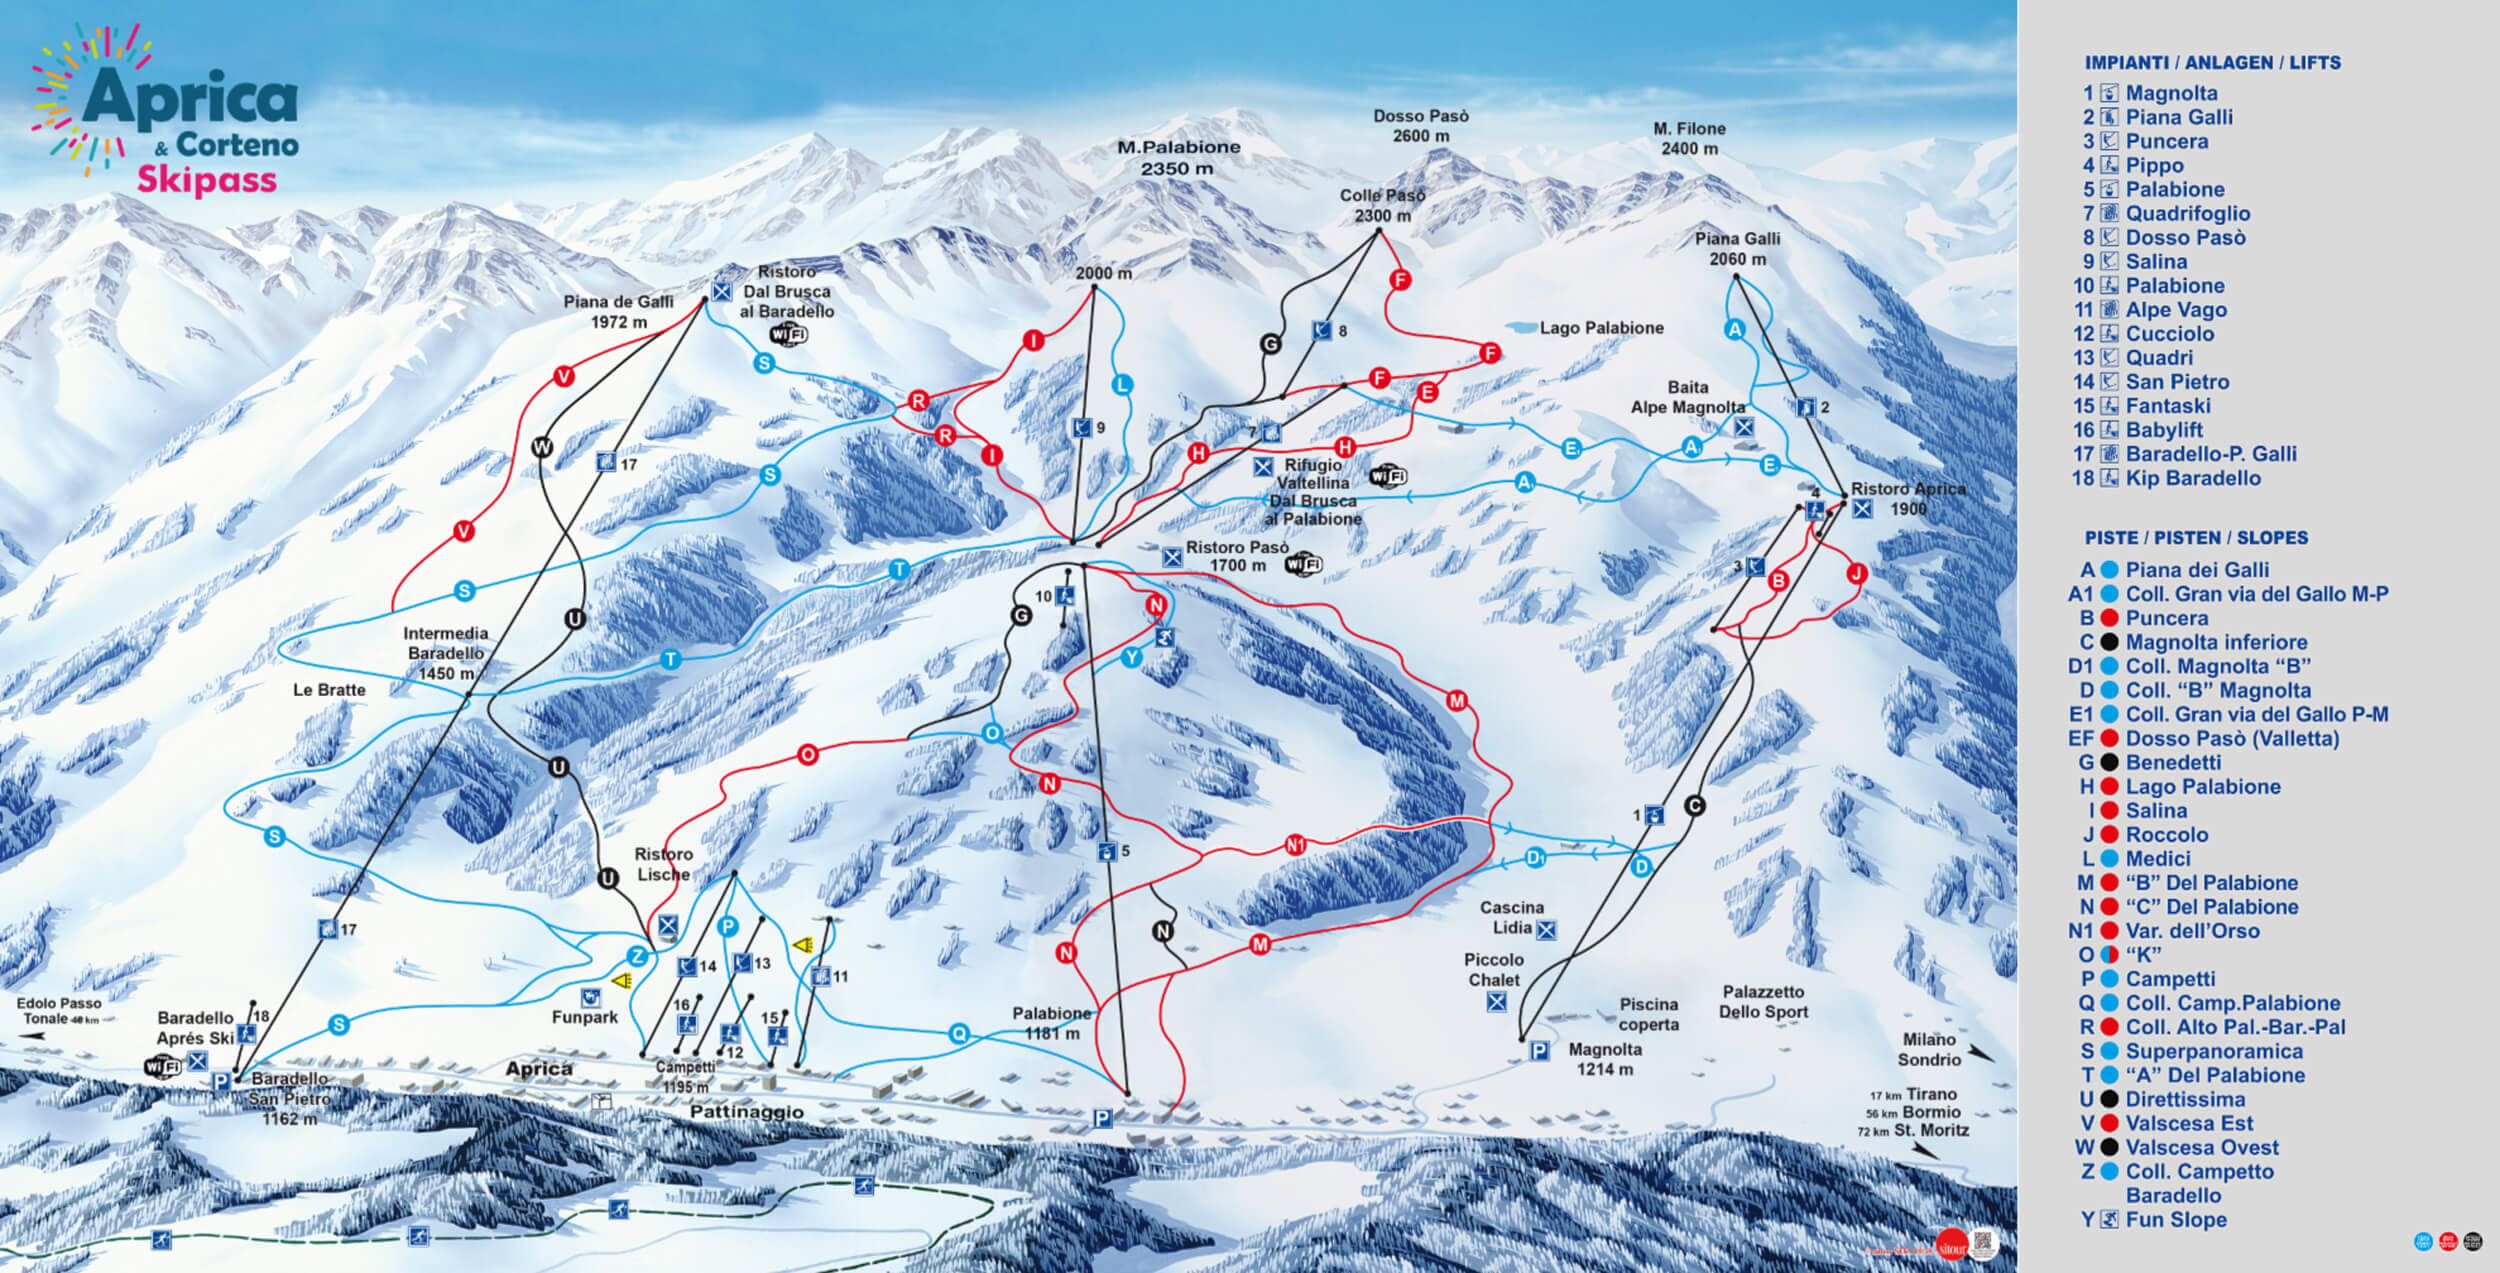 Aprica
& Corteno
Skipass
M.Palabione
2350 m
Dosso Pasò
2600 m
M. Filone
2400 m
Colle Pasò
2300 m
Piana Galli
2060 m
2000 m
Piana de Galli
1972 m
Ristoro
Dal Brusca
al Baradello
WiFi
Lago Palabione
Baita
Alpe Magnolta
Rifugio
Valtellina
Dal Brusca
al Palabione
WiFi
Ristoro Aprica
1900
Ristoro Pasò
1700 m
WiFi
Intermedia
Baradello
1450 m
Le Bratte
Ristoro
Lische
Funpark
Cascina
Lidia
Piccolo
Chalet
Piscina
coperta
Palazzetto
Dello Sport
Palabione
1181 m
Edolo Passo
Tonale 40 km
Baradello
Aprés Ski
WiFi
P
Baradello
San Pietro
1162 m
Aprica
Campetti
1195 m
Pattinaggio
P
P
Magnolta
1214 m
Milano
Sondrio
17 km Tirano
56 km Bormio
72 km St. Moritz
V
V
W
U
U
U
S
S
S
S
S
T
T
R
R
I
I
L
G
G
F
F
F
E
H
H
A
A1
A1
E1
E
B
J
C
D
D1
M
M
N
N
N
N
N1
O
O
P
Q
Y
Z
1
2
3
4
5
7
8
9
10
11
12
13
14
15
16
17
17
18
sitour
IMPIANTI / ANLAGEN / LIFTS
1 Magnolta
2 Piana Galli
3 Puncera
4 Pippo
5 Palabione
7 Quadrifoglio
8 Dosso Pasò
9 Salina
10 Palabione
11 Alpe Vago
12 Cucciolo
13 Quadri
14 San Pietro
15 Fantaski
16 Babylift
17 Baradello-P. Galli
18 Kip Baradello
PISTE / PISTEN / SLOPES
A Piana dei Galli
A1 Coll. Gran via del Gallo M-P
B Puncera
C Magnolta inferiore
D1 Coll. Magnolta “B”
D Coll. “B” Magnolta
E1 Coll. Gran via del Gallo P-M
EF Dosso Pasò (Valletta)
G Benedetti
H Lago Palabione
I Salina
J Roccolo
L Medici
M “B” Del Palabione
N “C” Del Palabione
N1 Var. dell’Orso
O “K”
P Campetti
Q Coll. Camp.Palabione
R Coll. Alto Pal.-Bar.-Pal
S Superpanoramica
T “A” Del Palabione
U Direttissima
V Valscesa Est
W Valscesa Ovest
Z Coll. Campetto
Baradello
Y Fun Slope